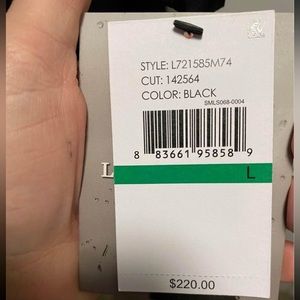 STYLE: L721585M74
CUT: 142564
COLOR: BLACK
SMLS068-0004
8 83661 95858 9
L
L
$220.00